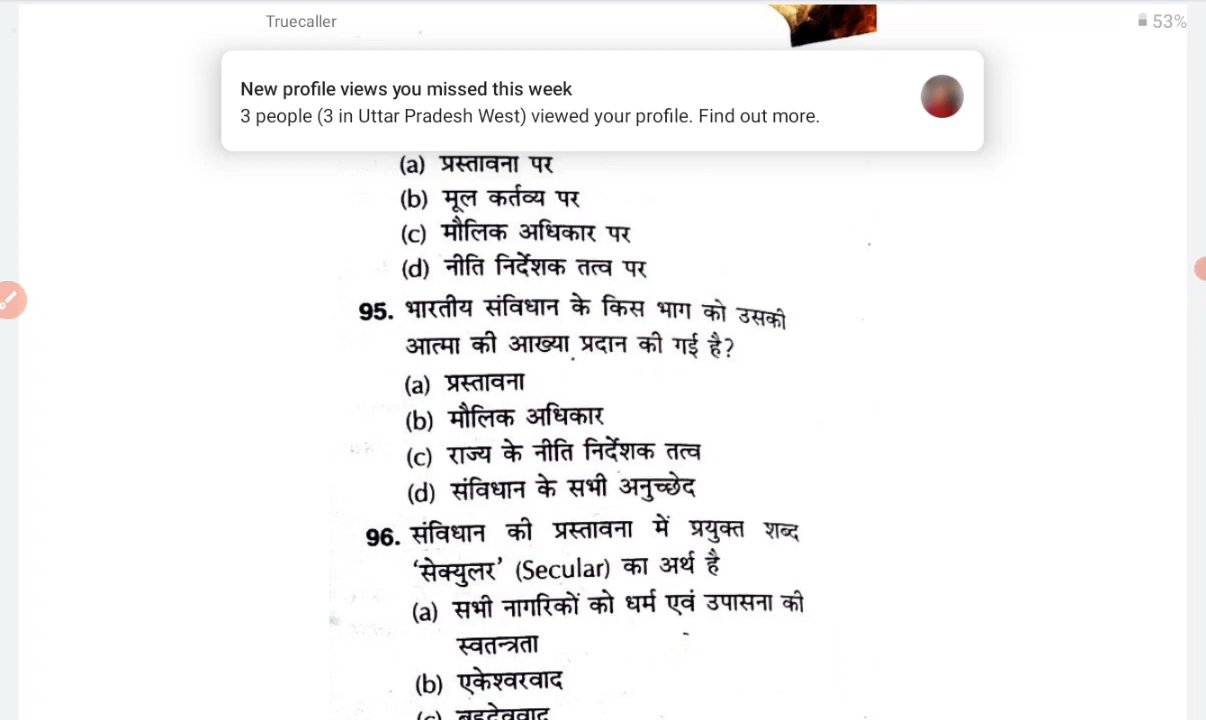 Truecaller
53%
New profile views you missed this week
3 people (3 in Uttar Pradesh West) viewed your profile. Find out more.
(a) प्रस्तावना पर
(b) मूल कर्तव्य पर
(c) मौलिक अधिकार पर
(d) नीति निर्देशक तत्व पर
95. भारतीय संविधान के किस भाग को उसकी
आत्मा की आख्या प्रदान की गई है?
(a) प्रस्तावना
(b) मौलिक अधिकार
(c) राज्य के नीति निर्देशक तत्व
(d) संविधान के सभी अनुच्छेद
96. संविधान की प्रस्तावना में प्रयुक्त शब्द
‘सेक्युलर’ (Secular) का अर्थ है
(a) सभी नागरिकों को धर्म एवं उपासना की
स्वतन्त्रता
(b) एकेश्वरवाद
(c) बहुदेववाद